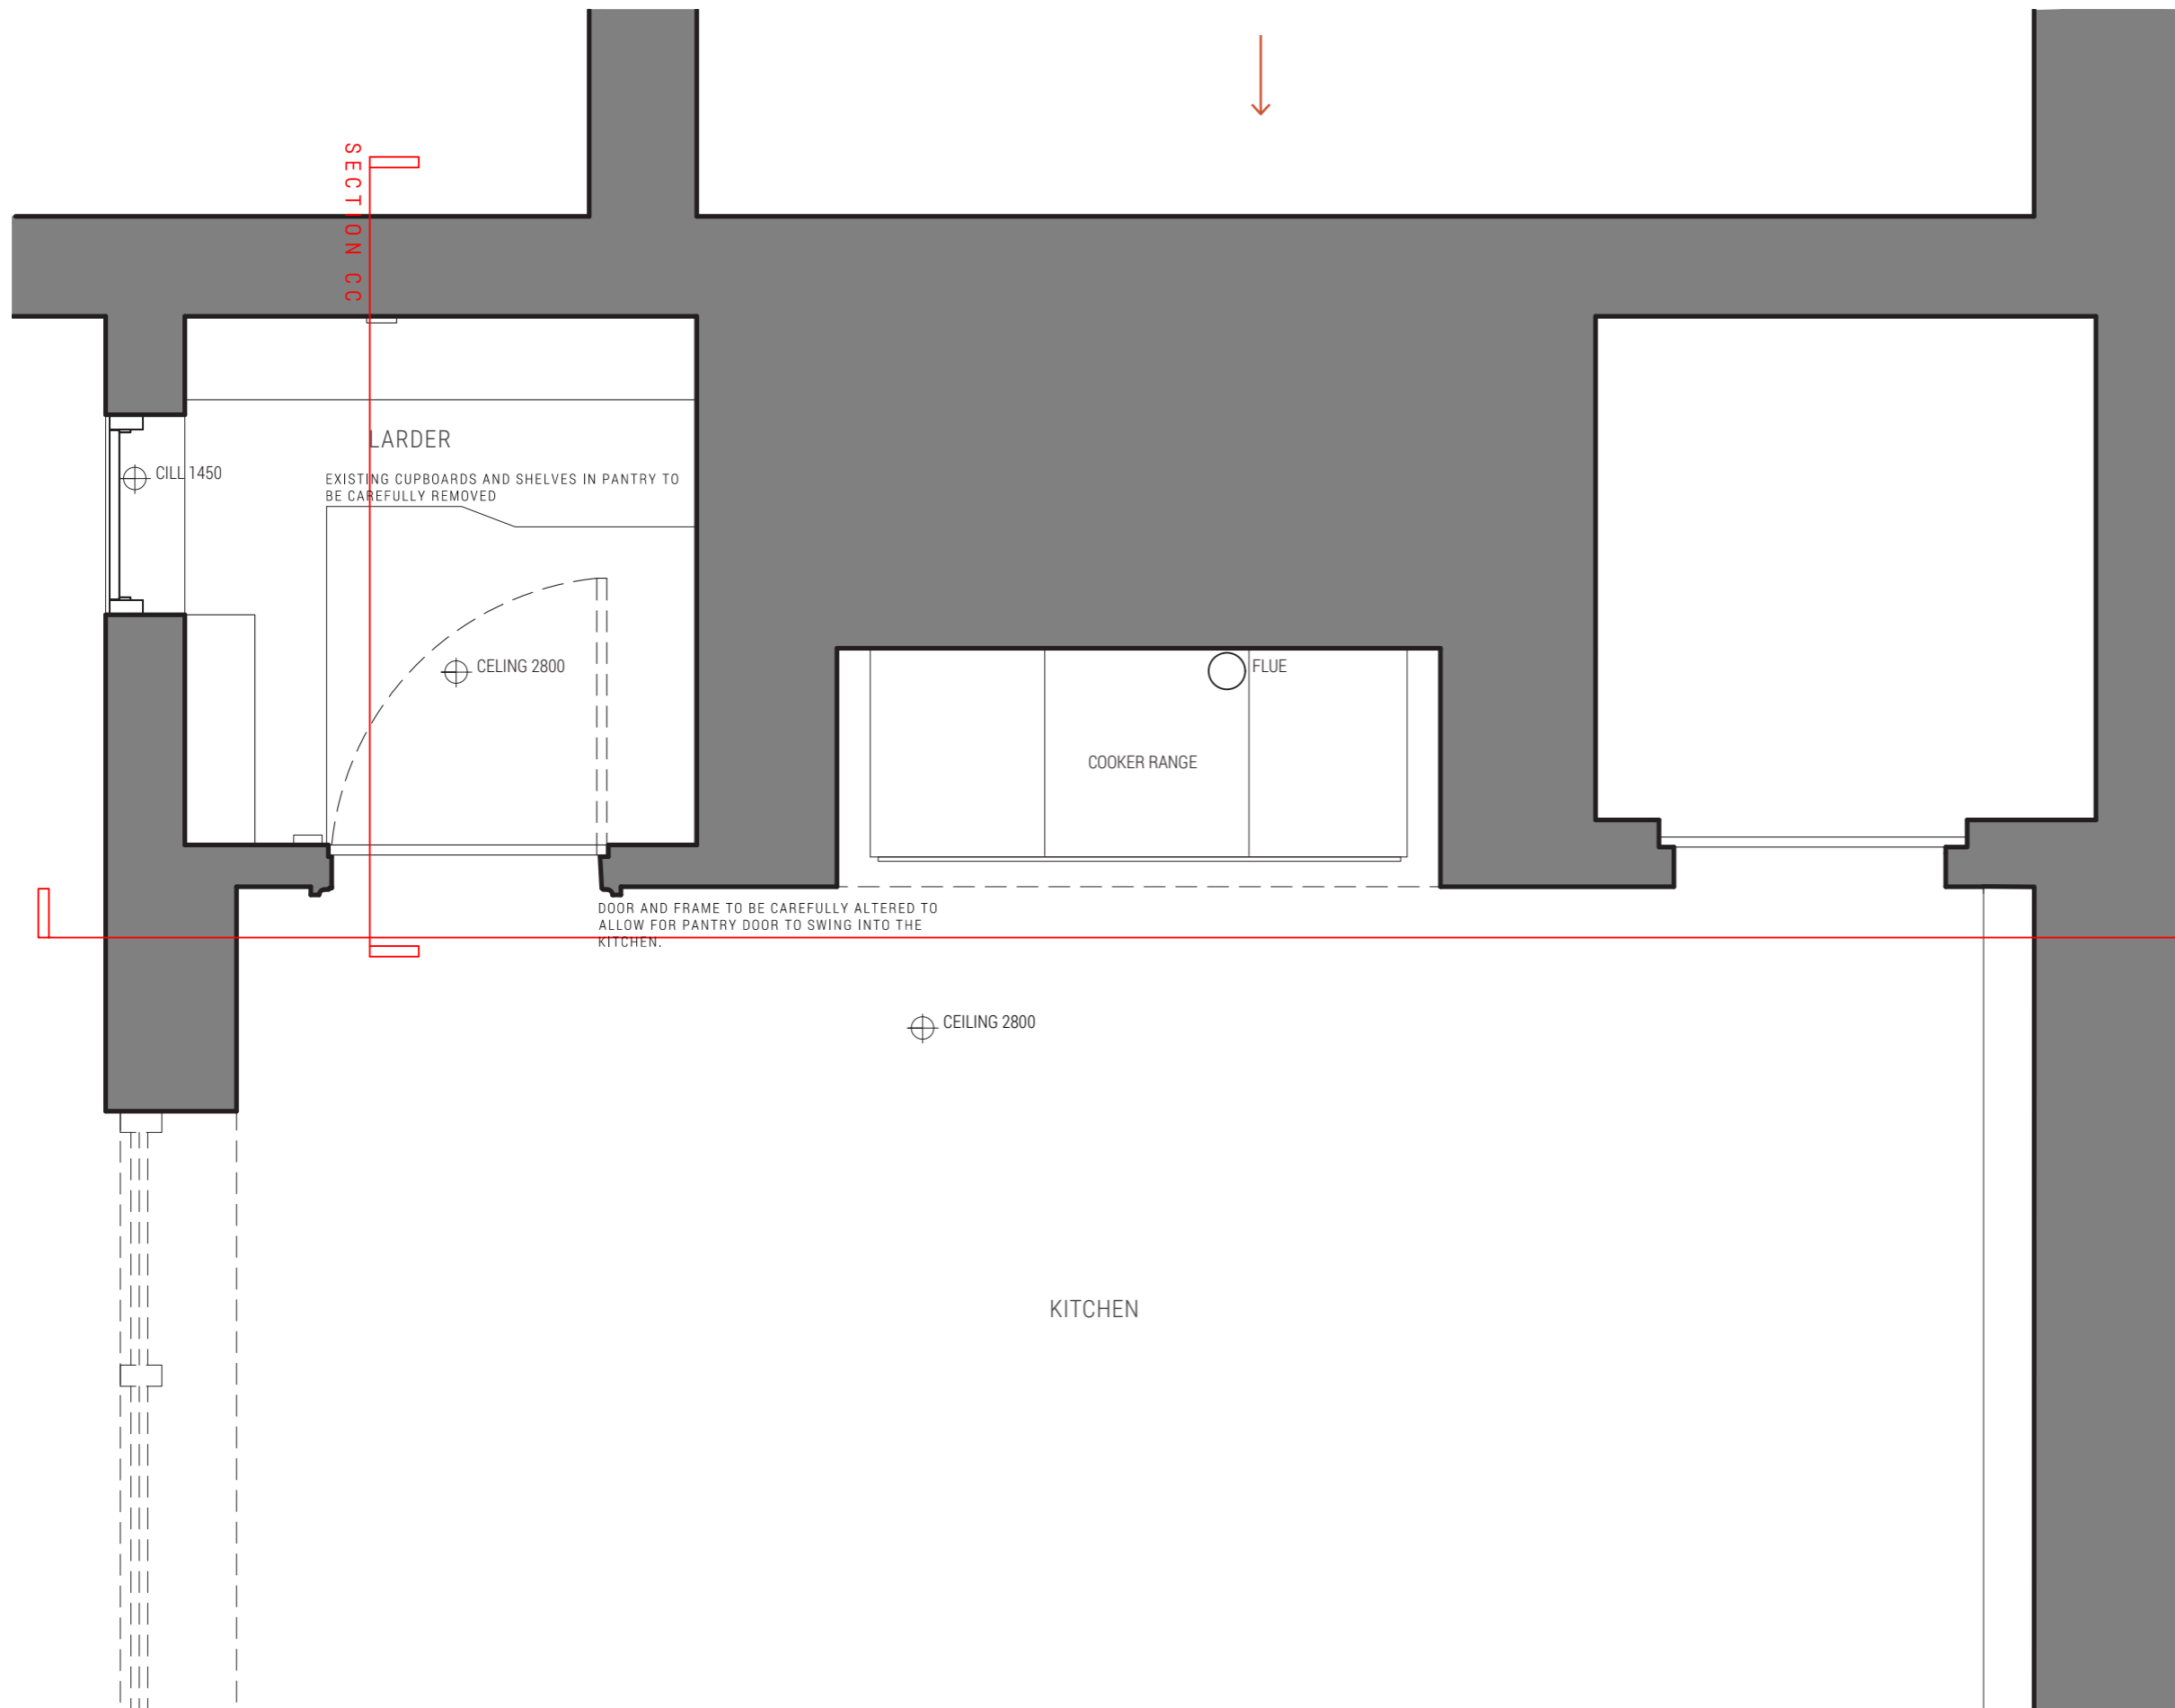 SECTION CC
LARDER
CILL 1450
EXISTING CUPBOARDS AND SHELVES IN PANTRY TO
BE CAREFULLY REMOVED
CELING 2800
FLUE
COOKER RANGE
DOOR AND FRAME TO BE CAREFULLY ALTERED TO
ALLOW FOR PANTRY DOOR TO SWING INTO THE
KITCHEN.
CEILING 2800
KITCHEN